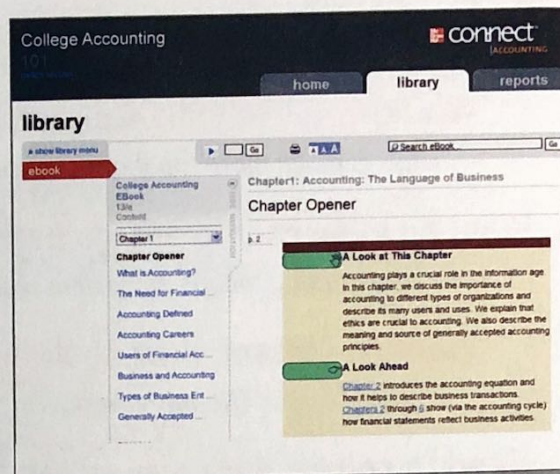 College Accounting
101
connect
ACCOUNTING
home
library
reports
library
show library menu
Go
A A A
Search eBook
Go
ebook
College Accounting
EBook
13/e
Content
Chapter 1
Chapter Opener
What is Accounting?
The Need for Financial ...
Accounting Defined
Accounting Careers
Users of Financial Acc ...
Business and Accounting
Types of Business Ent ...
Generally Accepted ...
Chapter1: Accounting: The Language of Business
Chapter Opener
p. 2
A Look at This Chapter
Accounting plays a crucial role in the information age.
In this chapter, we discuss the importance of
accounting to different types of organizations and
describe its many users and uses. We explain that
ethics are crucial to accounting. We also describe the
meaning and source of generally accepted accounting
principles.
A Look Ahead
Chapter 2 introduces the accounting equation and
how it helps to describe business transactions.
Chapters 2 through 6 show (via the accounting cycle)
how financial statements reflect business activities.